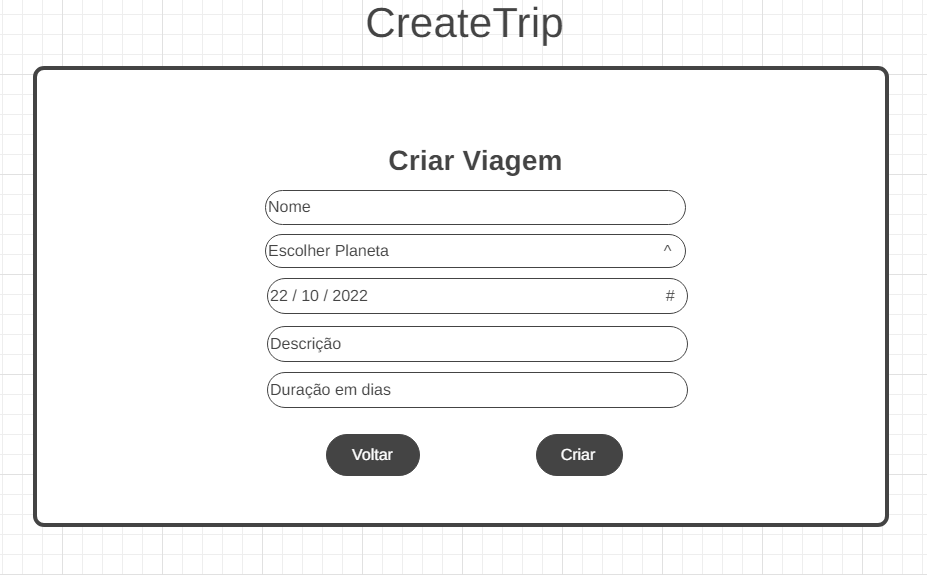 CreateTrip
Criar Viagem
Nome
Escolher Planeta ^
22 / 10 / 2022 #
Descrição
Duração em dias
Voltar Criar